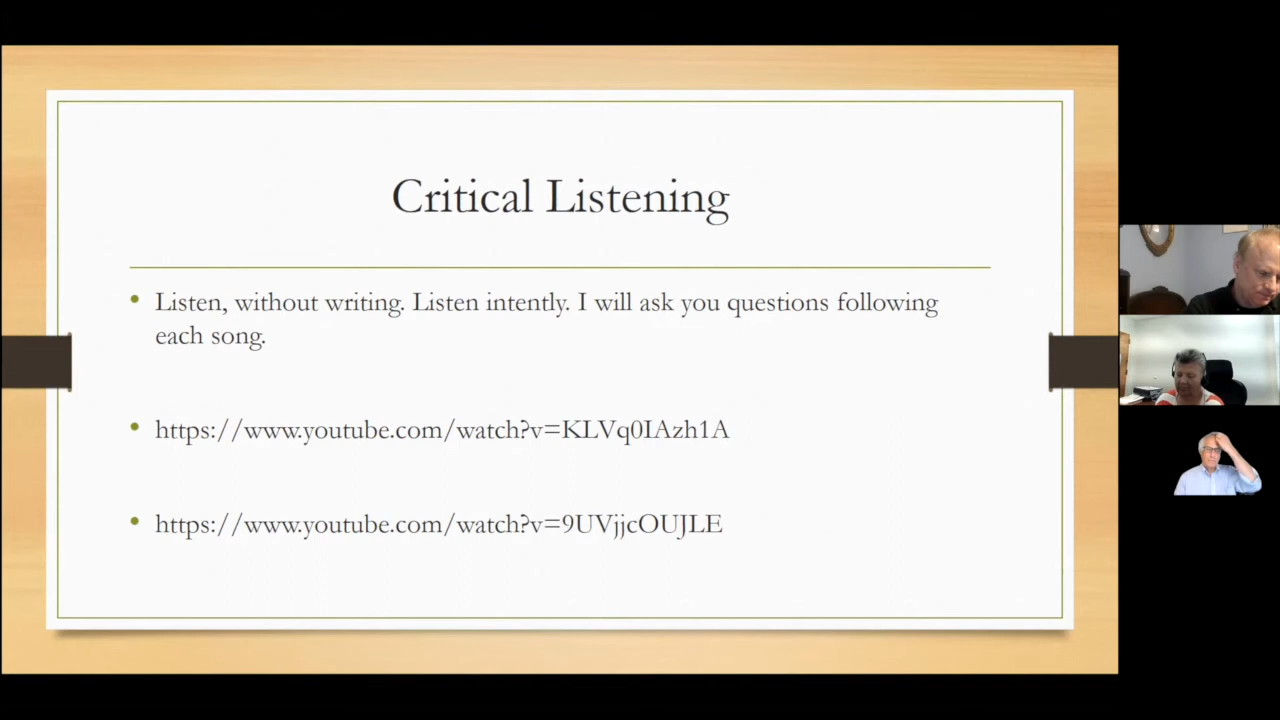 Critical Listening
Listen, without writing. Listen intently. I will ask you questions following
each song.
https://www.youtube.com/watch?v=KLVq0IAzh1A
https://www.youtube.com/watch?v=9UVjjcOUJLE